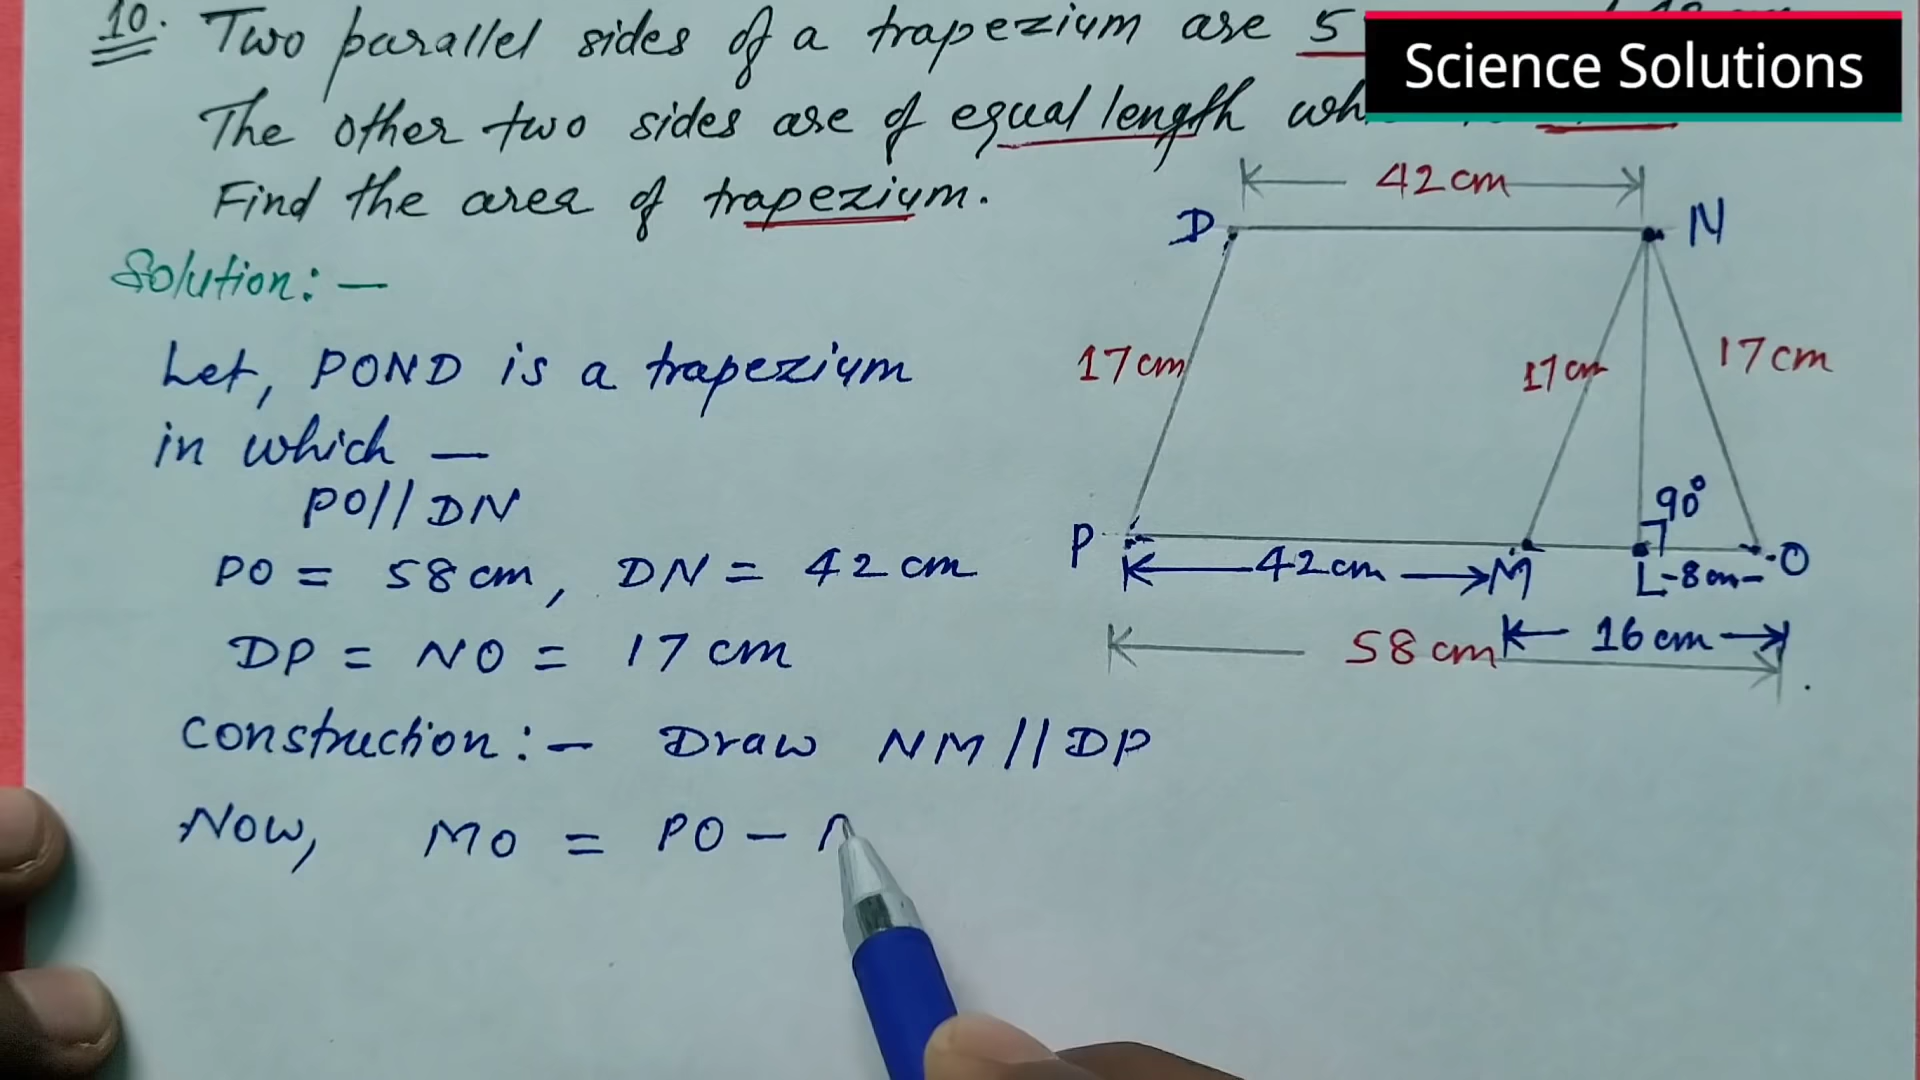 10. Two parallel sides of a trapezium are 5
Science Solutions
The other two sides are of equal length wh
Find the area of trapezium.
Solution:-
Let, POND is a trapezium
in which —
PO//DN
PO = 58 cm, DN = 42 cm
DP = NO = 17 cm
Construction:- Draw NM//DP
Now, MO = PO -
42 cm
D N
17 cm 17 cm 17 cm
90°
P 42 cm M L-8 cm- O
58 cm 16 cm